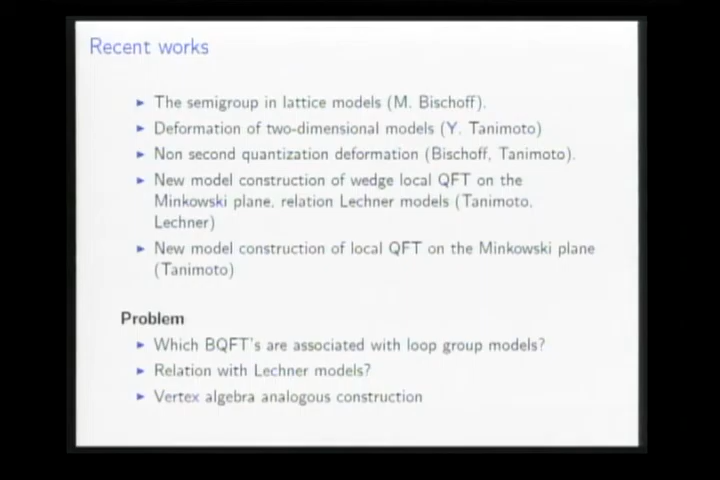 Recent works
► The semigroup in lattice models (M. Bischoff).
► Deformation of two-dimensional models (Y. Tanimoto)
► Non second quantization deformation (Bischoff, Tanimoto).
► New model construction of wedge local QFT on the
Minkowski plane, relation Lechner models (Tanimoto,
Lechner)
► New model construction of local QFT on the Minkowski plane
(Tanimoto)
Problem
► Which BQFT's are associated with loop group models?
► Relation with Lechner models?
► Vertex algebra analogous construction